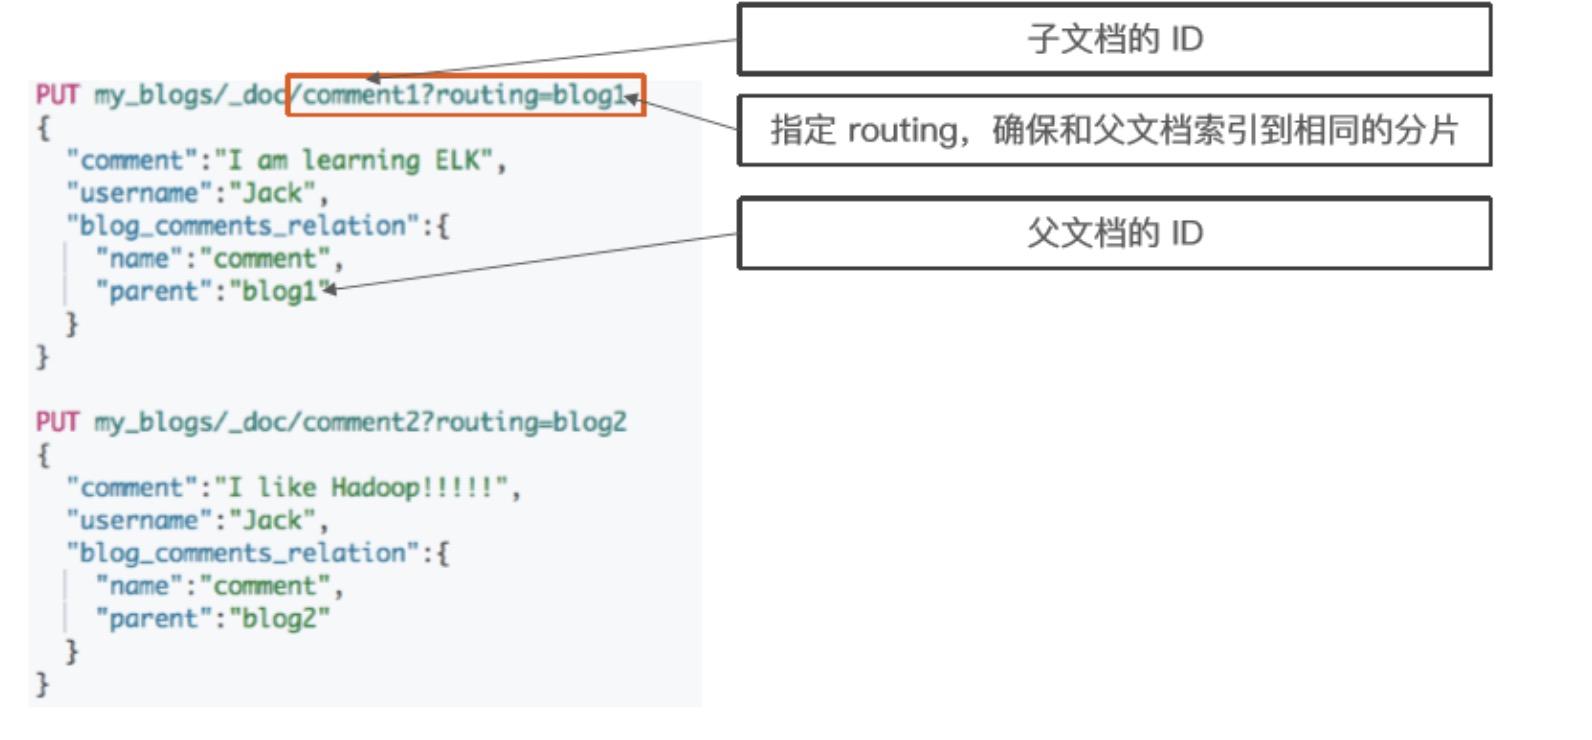 子文档的 ID
PUT my_blogs/_doc/comment1?routing=blog1
指定 routing，确保和父文档索引到相同的分片
{
"comment":"I am learning ELK",
"username":"Jack",
"blog_comments_relation":{
父文档的 ID
"name":"comment",
"parent":"blog1"
}
}
PUT my_blogs/_doc/comment2?routing=blog2
{
"comment":"I like Hadoop!!!!!",
"username":"Jack",
"blog_comments_relation":{
"name":"comment",
"parent":"blog2"
}
}